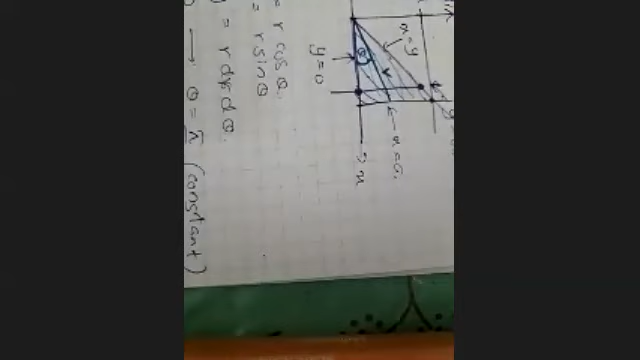 x=y
y=0
x=a
x
= r cos θ.
= r sin θ
= r dr dθ.
→ θ = π (constant)